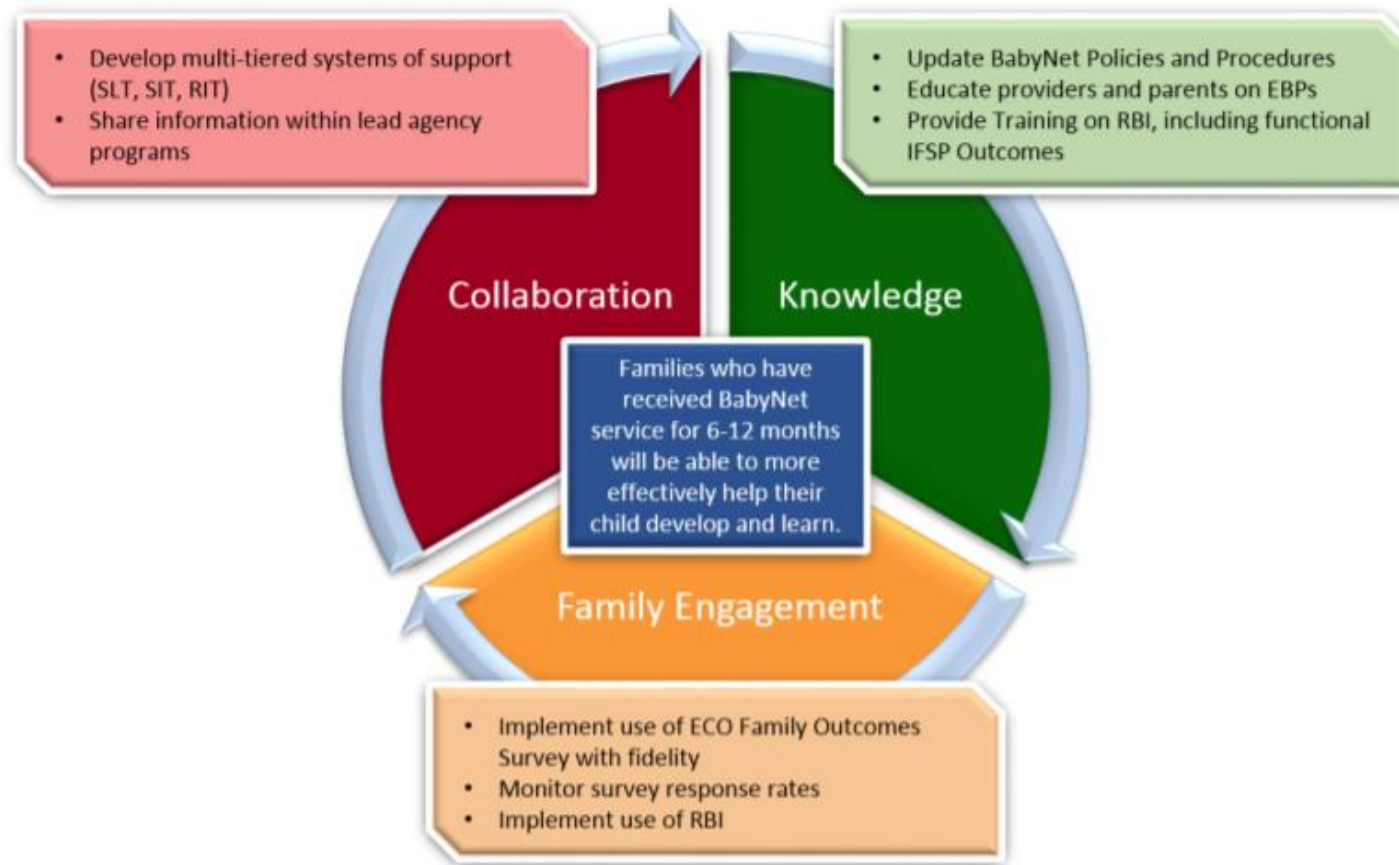 • Develop multi-tiered systems of support
(SLT, SIT, RIT)
• Share information within lead agency
programs
• Update BabyNet Policies and Procedures
• Educate providers and parents on EBPs
• Provide Training on RBI, including functional
IFSP Outcomes
Collaboration
Knowledge
Families who have
received BabyNet
service for 6-12 months
will be able to more
effectively help their
child develop and learn.
Family Engagement
• Implement use of ECO Family Outcomes
Survey with fidelity
• Monitor survey response rates
• Implement use of RBI